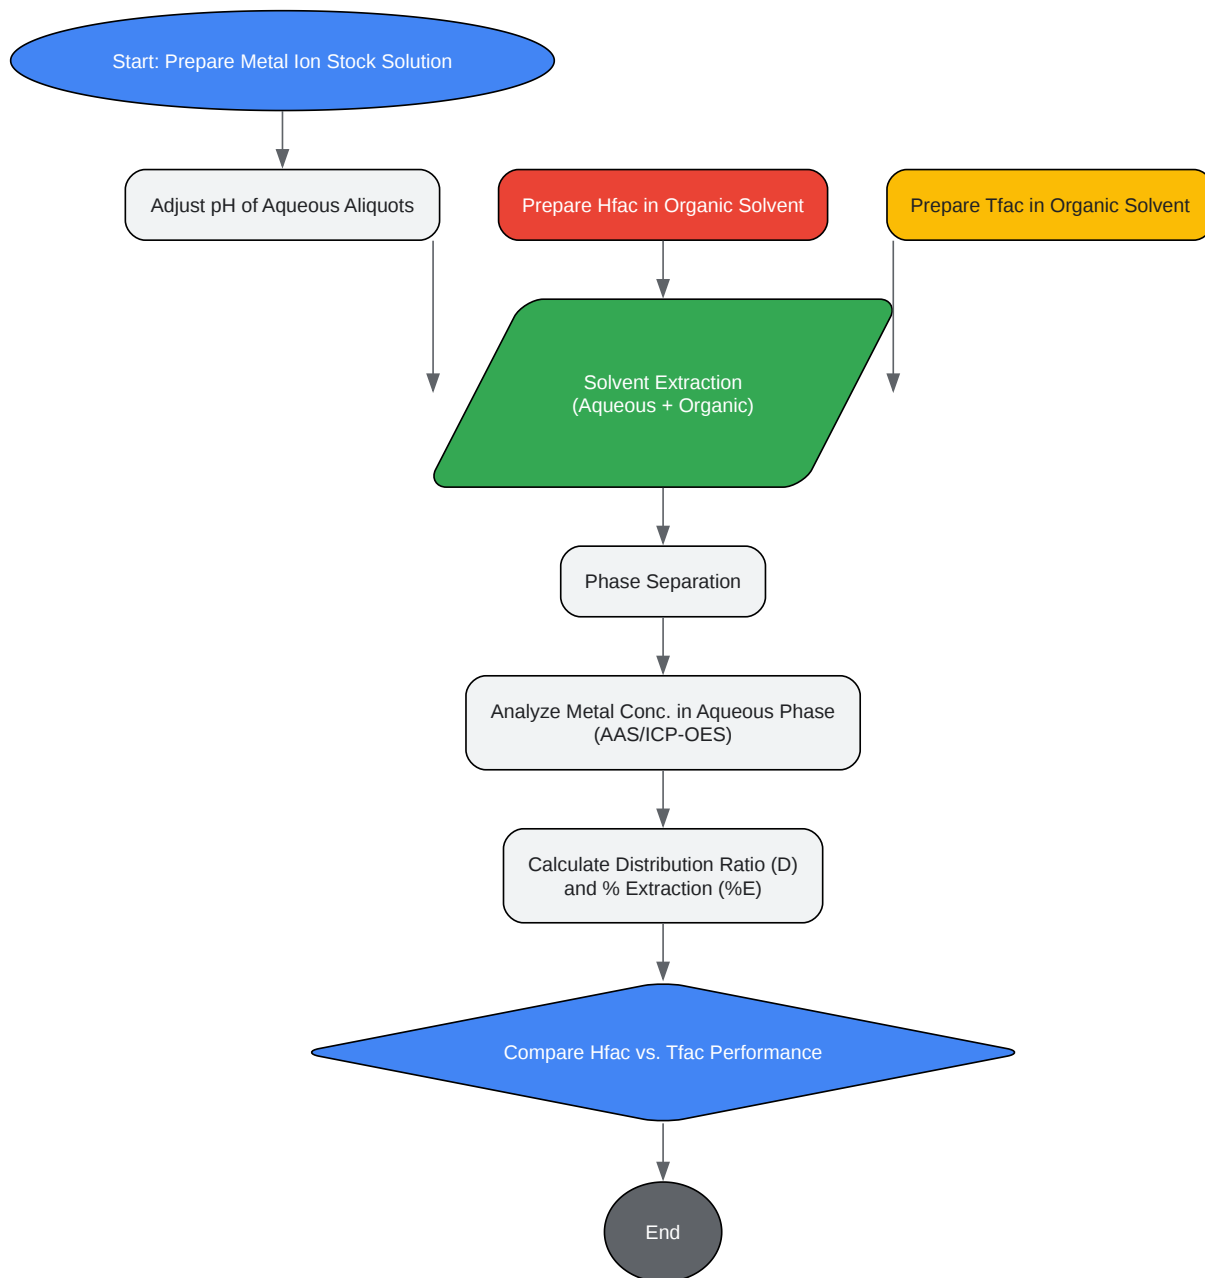 Start: Prepare Metal Ion Stock Solution
Adjust pH of Aqueous Aliquots
Prepare Hfac in Organic Solvent
Prepare Tfac in Organic Solvent
Solvent Extraction
(Aqueous + Organic)
Phase Separation
Analyze Metal Conc. in Aqueous Phase
(AAS/ICP-OES)
Calculate Distribution Ratio (D)
and % Extraction (%E)
Compare Hfac vs. Tfac Performance
End